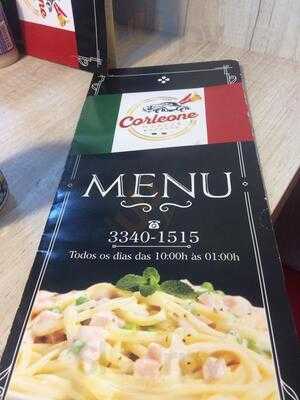 Corleone
MENU
3340-1515
Todos os dias das 10:00h às 01:00h